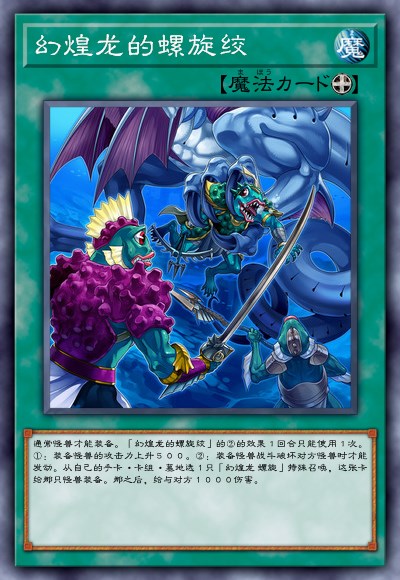 幻煌龙的螺旋绞
魔
【魔法カード】
まほう
通常怪兽才能装备。「幻煌龙的螺旋绞」的②的效果1回合只能使用1次。
①：装备怪兽的攻击力上升500。②：装备怪兽战斗破坏对方怪兽时才能
发动。从自己的手卡·卡组·墓地选1只「幻煌龙 螺旋」特殊召唤，这张卡
给那只怪兽装备。那之后，给与对方1000伤害。